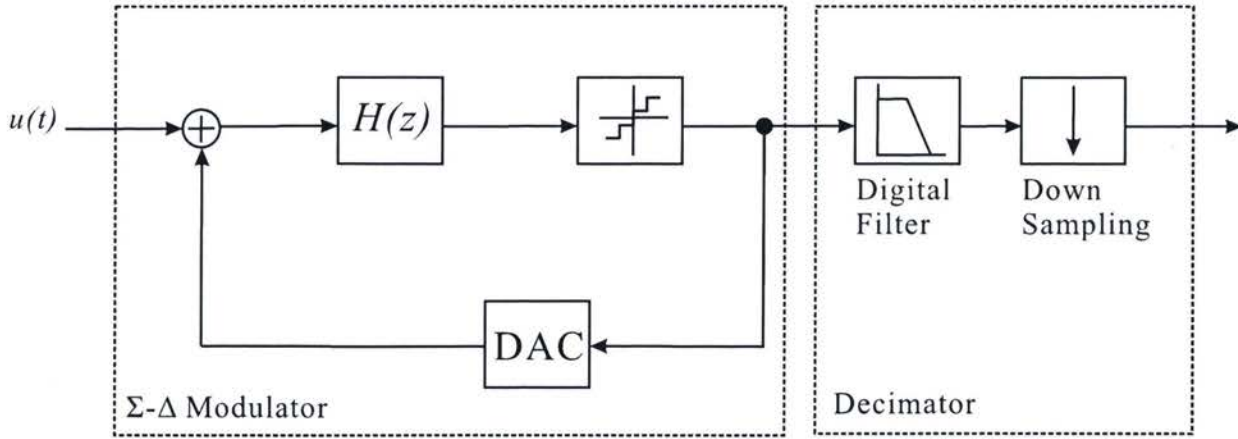 u(t)
H(z)
Digital
Filter
Down
Sampling
DAC
Σ-Δ Modulator
Decimator